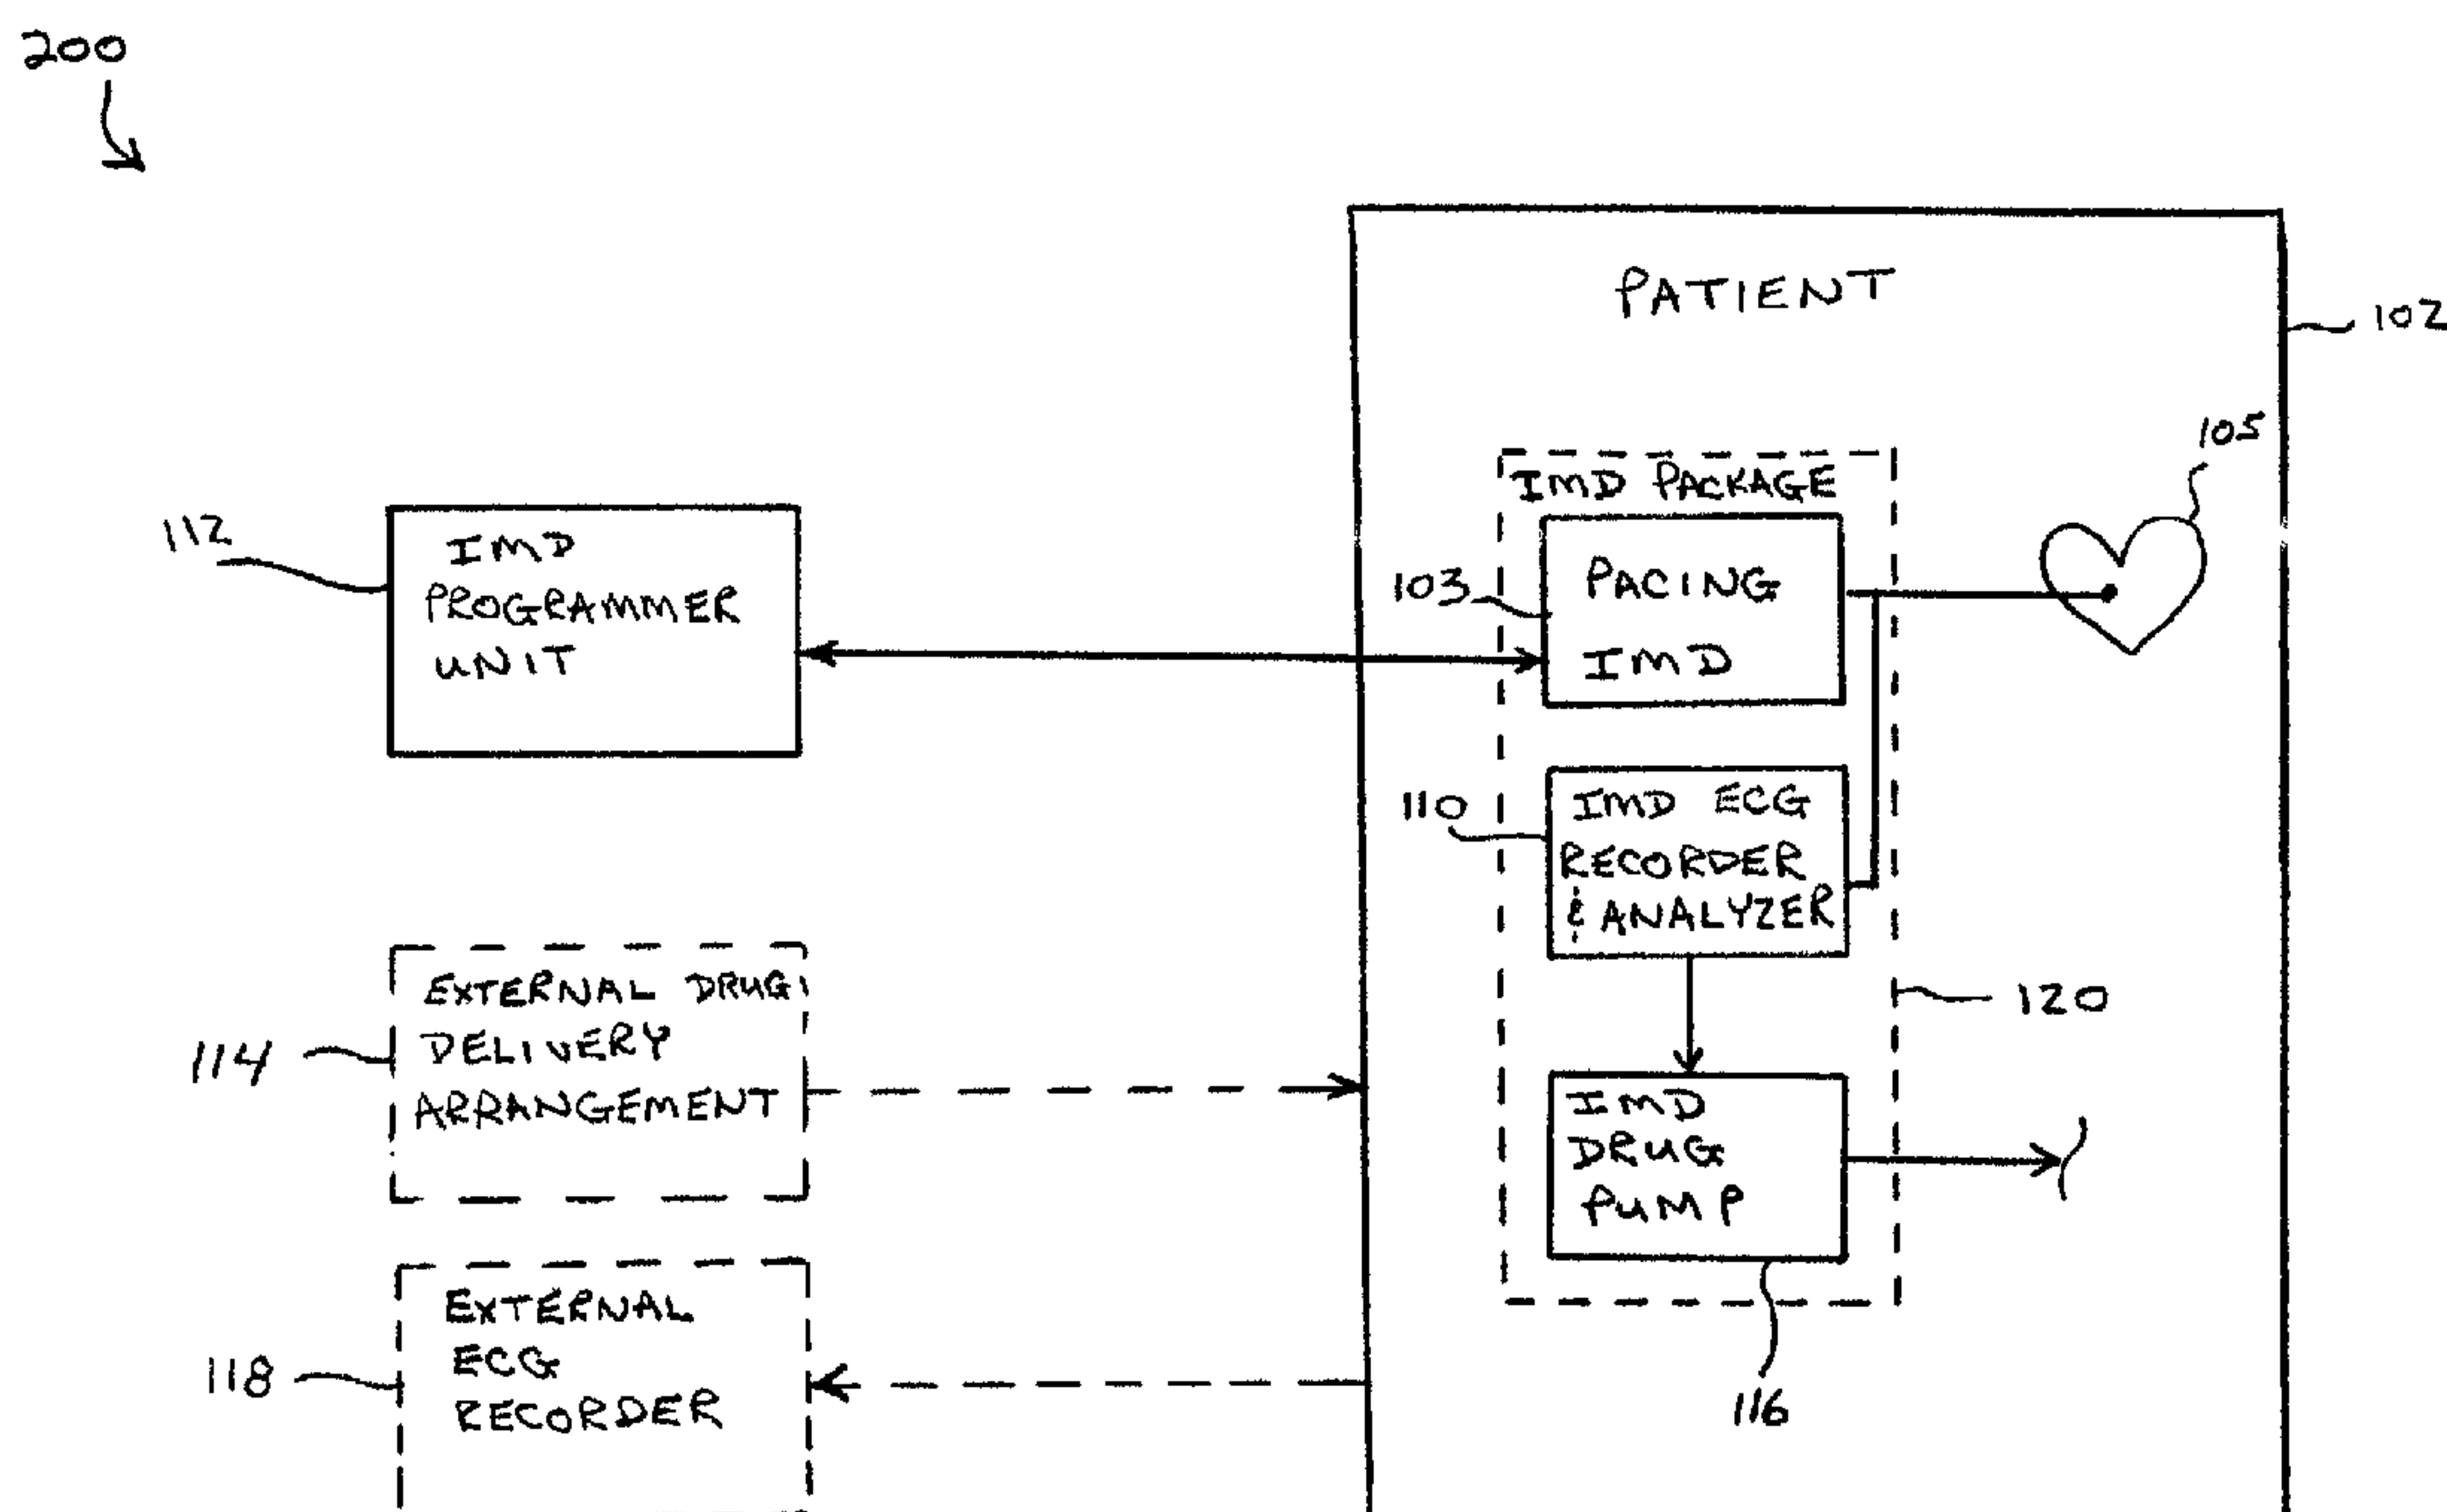 200
PATIENT
102
105
IMD PACKAGE
112
IMD
PROGRAMMER
UNIT
103
PACING
IMD
110
IMD ECG
RECORDER
& ANALYZER
114
EXTERNAL DRUG
DELIVERY
ARRANGEMENT
120
IMD
DRUG
PUMP
118
EXTERNAL
ECG
RECORDER
116